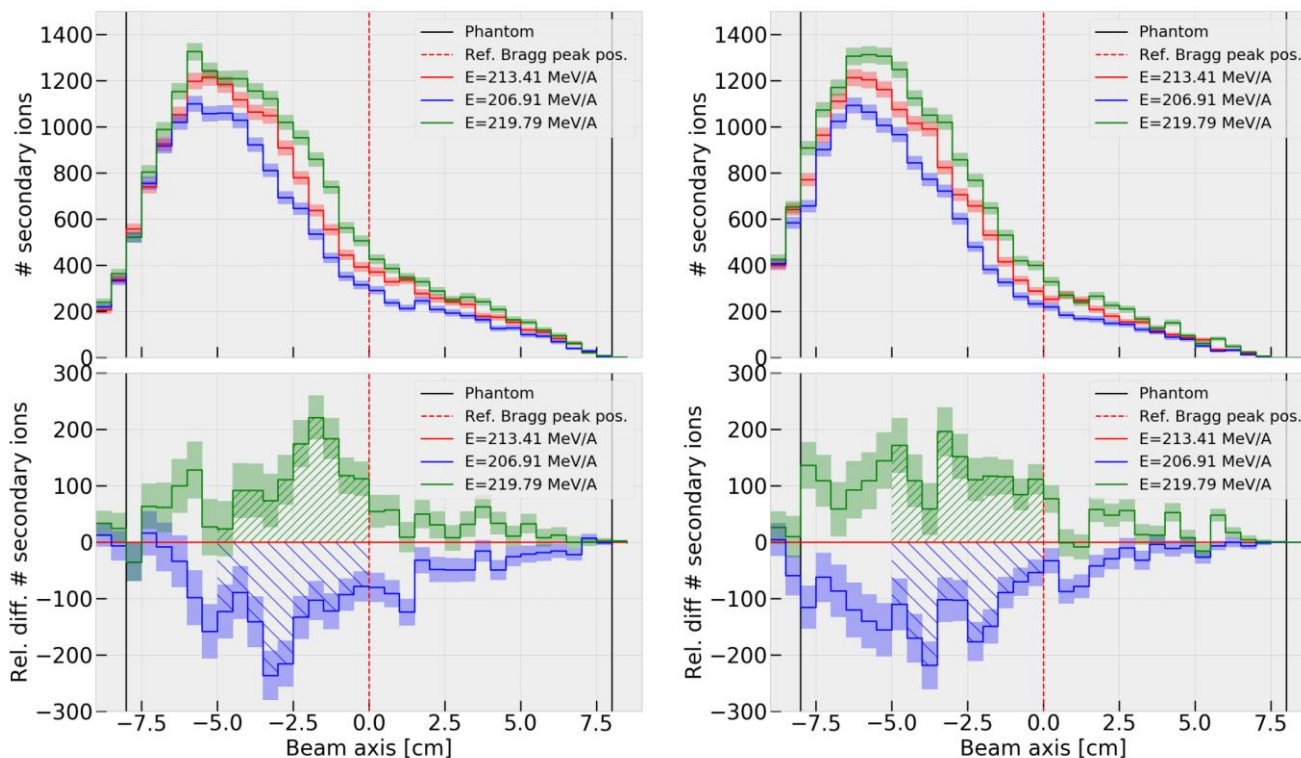 1400
1200
1000
800
600
400
200
0
# secondary ions
Phantom
Ref. Bragg peak pos.
E=213.41 MeV/A
E=206.91 MeV/A
E=219.79 MeV/A
1400
1200
1000
800
600
400
200
0
# secondary ions
Phantom
Ref. Bragg peak pos.
E=213.41 MeV/A
E=206.91 MeV/A
E=219.79 MeV/A
300
200
100
0
−100
−200
−300
Rel. diff. # secondary ions
Phantom
Ref. Bragg peak pos.
E=213.41 MeV/A
E=206.91 MeV/A
E=219.79 MeV/A
−7.5 −5.0 −2.5 0.0 2.5 5.0 7.5
Beam axis [cm]
300
200
100
0
−100
−200
−300
Rel. diff # secondary ions
Phantom
Ref. Bragg peak pos.
E=213.41 MeV/A
E=206.91 MeV/A
E=219.79 MeV/A
−7.5 −5.0 −2.5 0.0 2.5 5.0 7.5
Beam axis [cm]